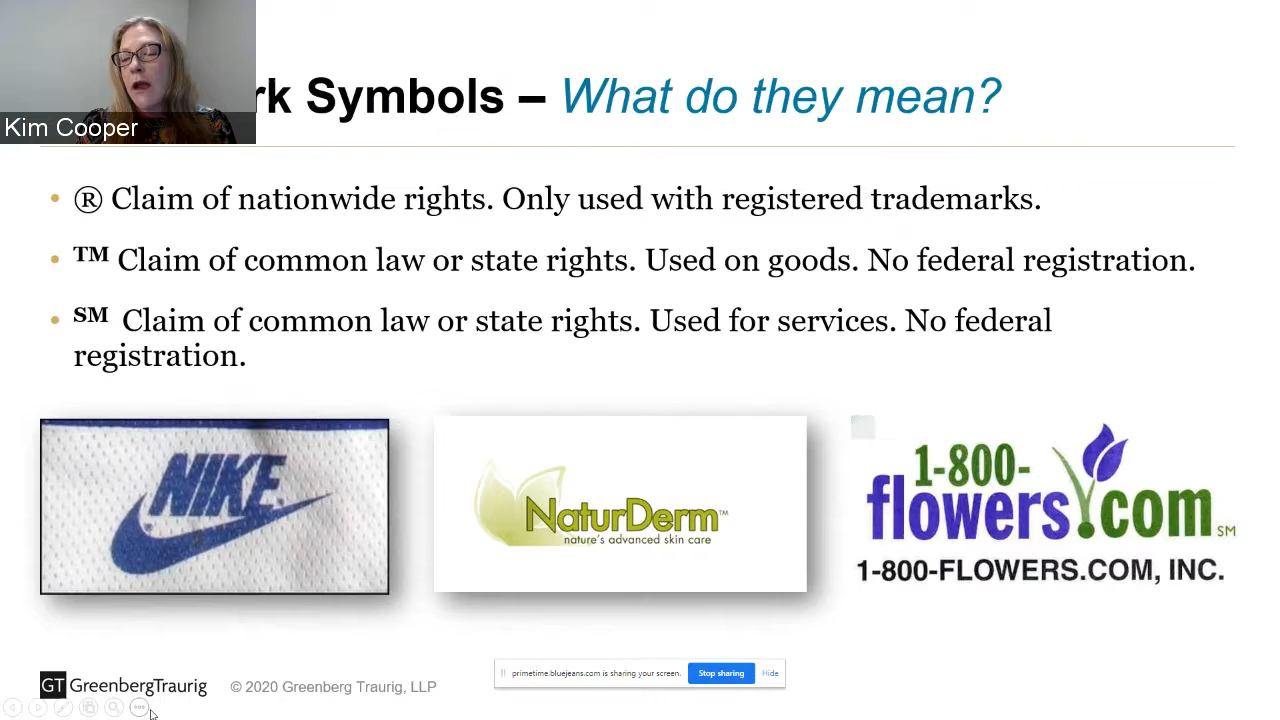 rk Symbols – What do they mean?
Kim Cooper
® Claim of nationwide rights. Only used with registered trademarks.
TM Claim of common law or state rights. Used on goods. No federal registration.
SM Claim of common law or state rights. Used for services. No federal
registration.
NIKE
NaturDerm™
nature's advanced skin care
1-800-
flowers.com SM
1-800-FLOWERS.COM, INC.
GT GreenbergTraurig
© 2020 Greenberg Traurig, LLP
primetime.bluejeans.com is sharing your screen.
Stop sharing
Hide